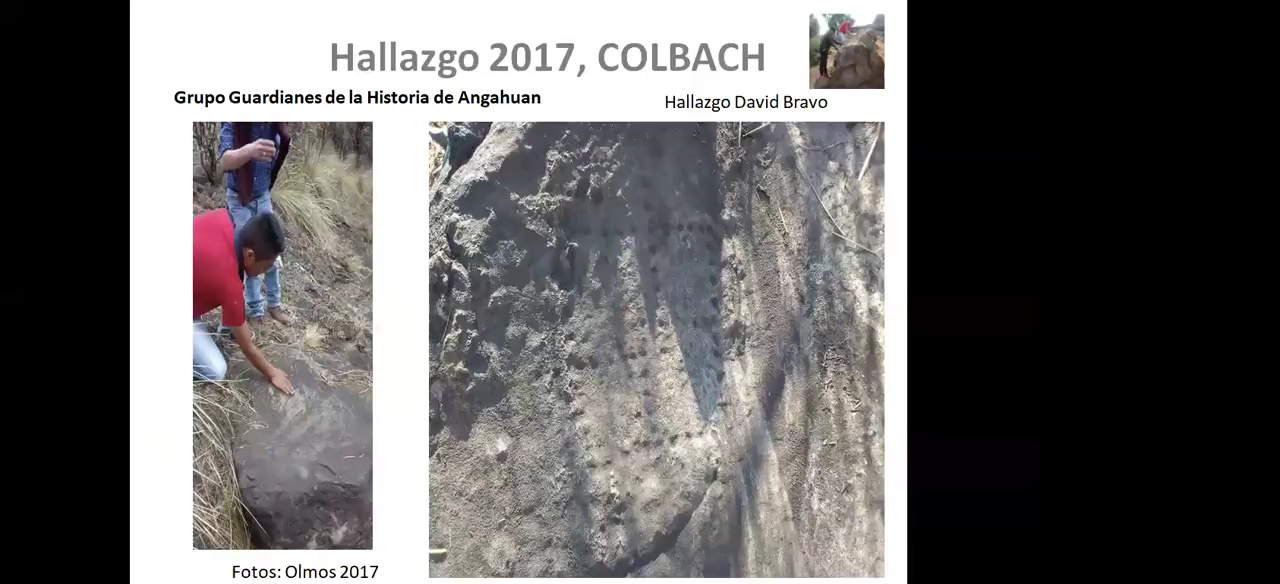 Hallazgo 2017, COLBACH
Grupo Guardianes de la Historia de Angahuan
Hallazgo David Bravo
Fotos: Olmos 2017